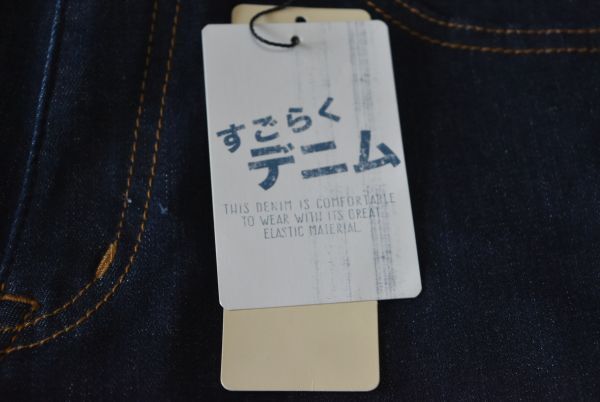 すごらく
デニム
THIS DENIM IS COMFORTABLE
TO WEAR WITH ITS GREAT
ELASTIC MATERIAL.